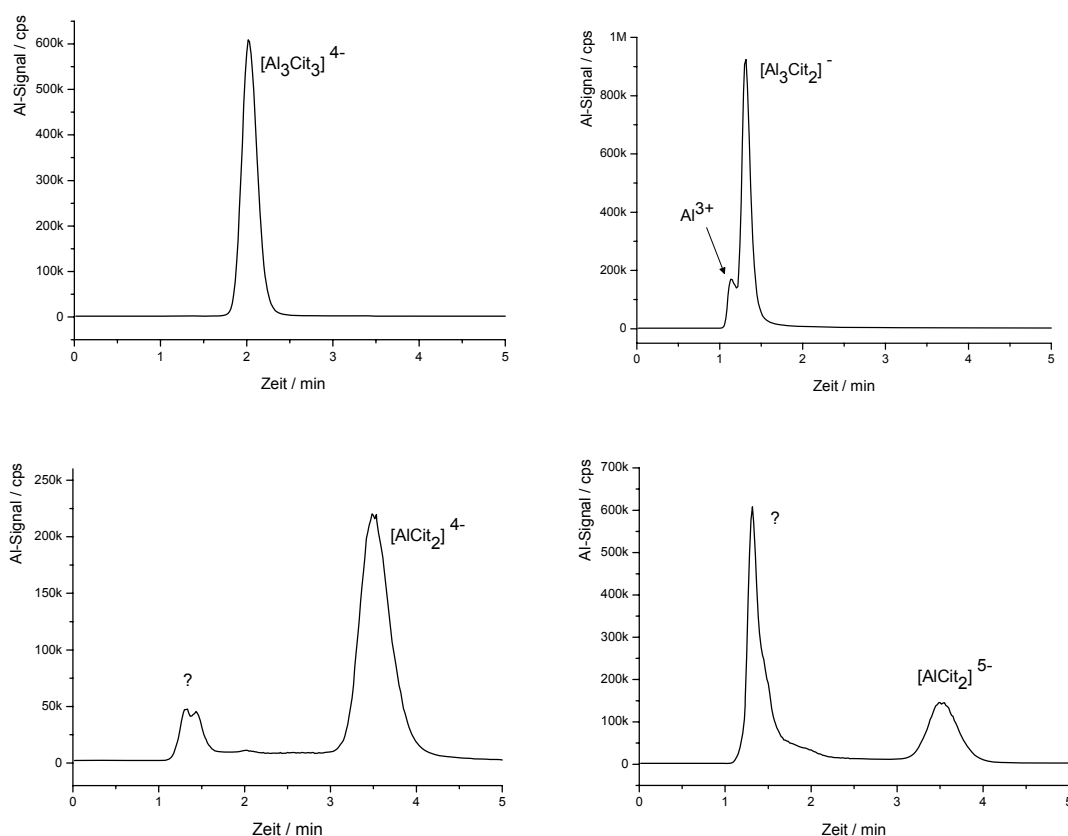 Al-Signal / cps
600k
500k
400k
300k
200k
100k
0
[Al3Cit3] 4-
0 1 2 3 4 5
Zeit / min
Al-Signal / cps
1M
800k
600k
400k
200k
0
[Al3Cit2] -
Al3+
0 1 2 3 4 5
Zeit / min
Al-Signal / cps
250k
200k
150k
100k
50k
0
[AlCit2] 4-
?
0 1 2 3 4 5
Zeit / min
Al-Signal / cps
700k
600k
500k
400k
300k
200k
100k
0
?
[AlCit2] 5-
0 1 2 3 4 5
Zeit / min